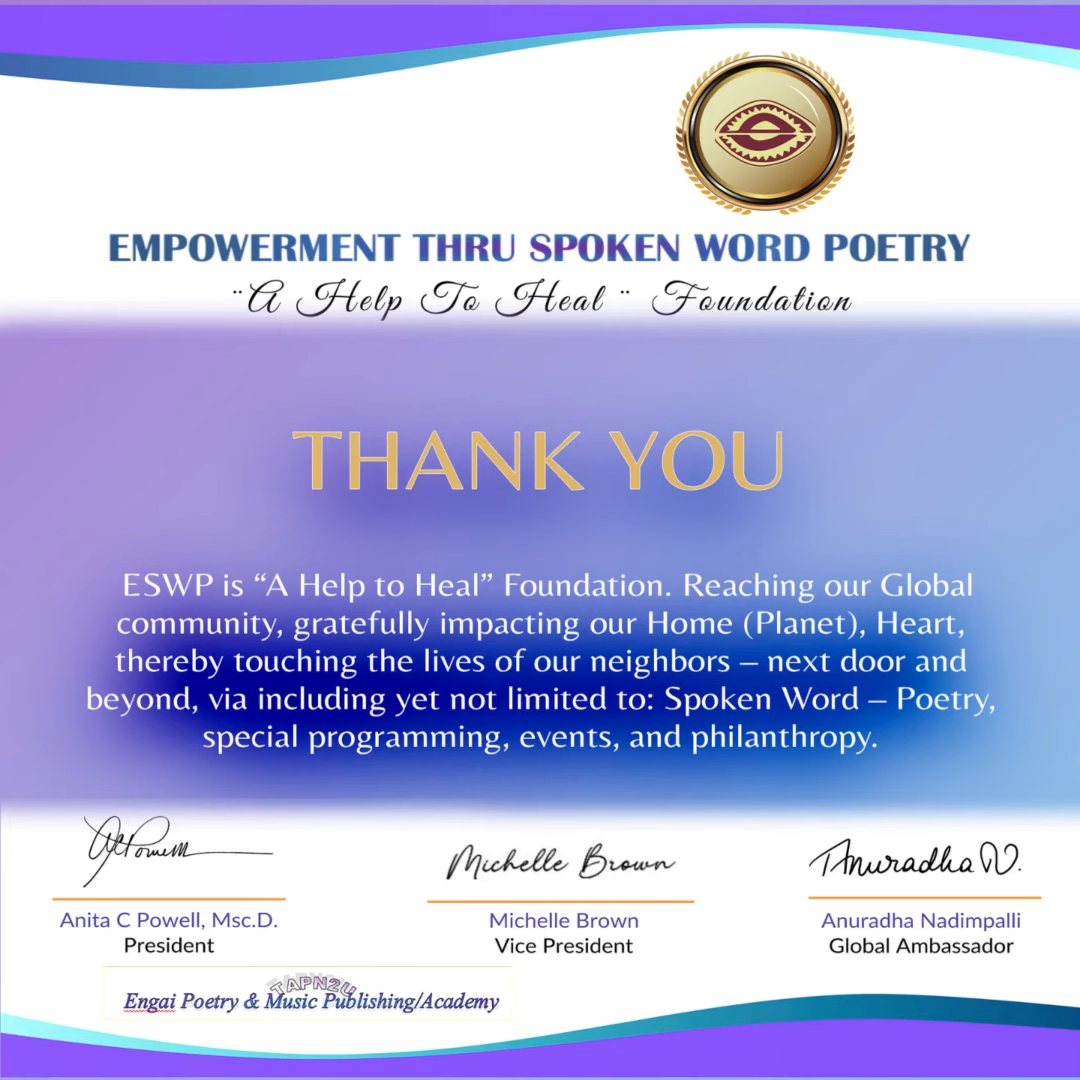 EMPOWERMENT THRU SPOKEN WORD POETRY
¨A Help To Heal ¨ Foundation
THANK YOU
ESWP is “A Help to Heal” Foundation. Reaching our Global
community, gratefully impacting our Home (Planet), Heart,
thereby touching the lives of our neighbors – next door and
beyond, via including yet not limited to: Spoken Word – Poetry,
special programming, events, and philanthropy.
ACPowell
Michelle Brown
Anuradha N.
Anita C Powell, Msc.D.
President
Michelle Brown
Vice President
Anuradha Nadimpalli
Global Ambassador
TAPN2U
Engai Poetry & Music Publishing/Academy